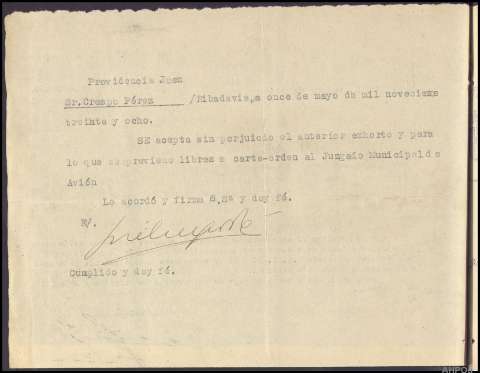 Providencia Juez
Sr.Crespo Pérez /Ribadavia,a once de mayo de mil noveciens
treinta y ocho.
SE acepta sin perjuicio el anterior exhorto y para
lo que se previene librese carta-orden al Juzgado Municipal de
Avión
Lo acordó y firma S.Sª y doy fé.
E/.
Cumplido y doy fé.